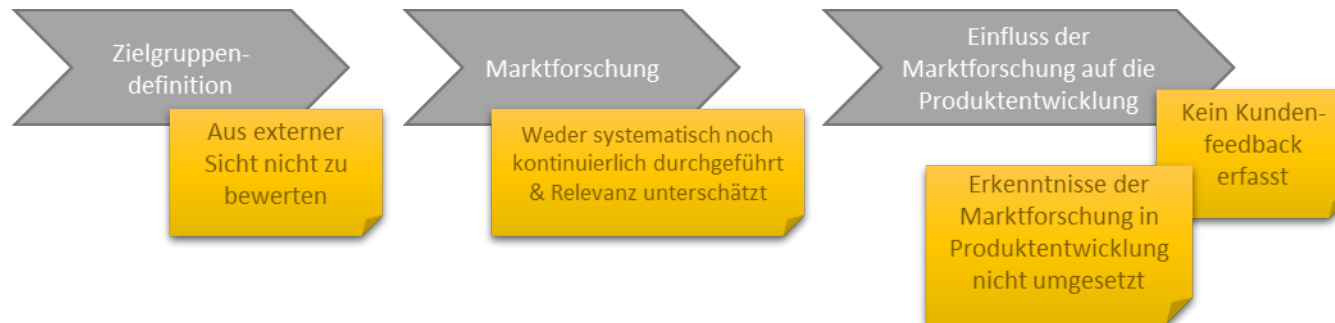 Zielgruppen-
definition
Aus externer
Sicht nicht zu
bewerten
Marktforschung
Weder systematisch noch
kontinuierlich durchgeführt
& Relevanz unterschätzt
Einfluss der
Marktforschung auf die
Produktentwicklung
Kein Kunden-
feedback
erfasst
Erkenntnisse der
Marktforschung in
Produktentwicklung
nicht umgesetzt